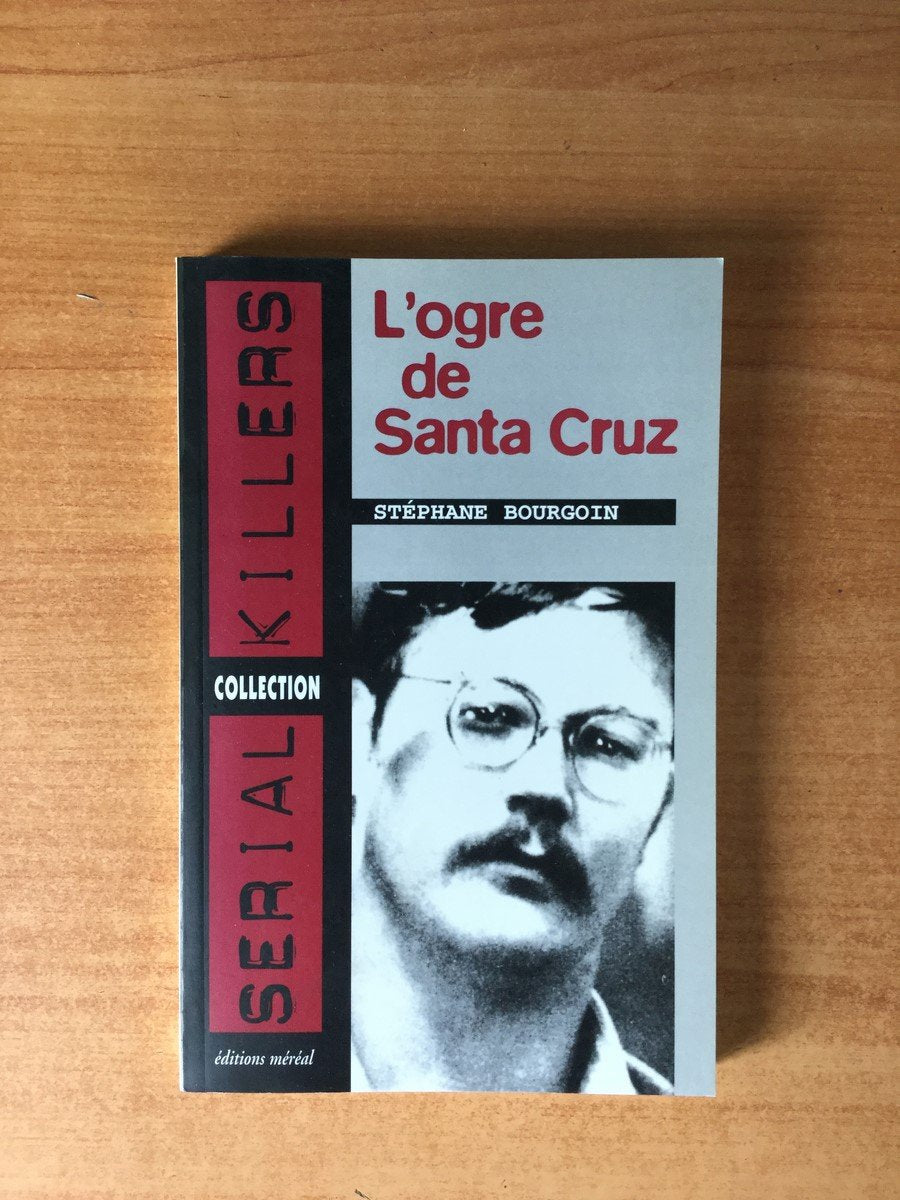 L'ogre
de
Santa Cruz
STÉPHANE BOURGOIN
SERIAL KILLERS
COLLECTION
éditions méréal